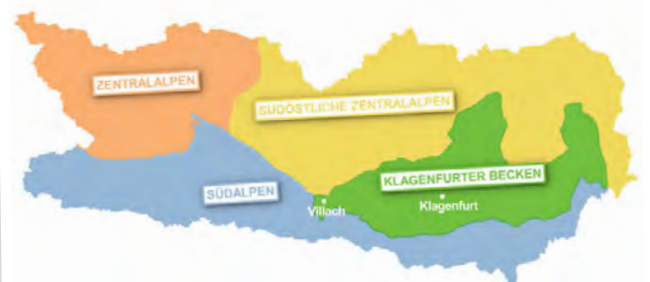 ZENTRALALPEN
SÜDÖSTLICHE ZENTRALALPEN
KLAGENFURTER BECKEN
SÜDALPEN
Villach
Klagenfurt